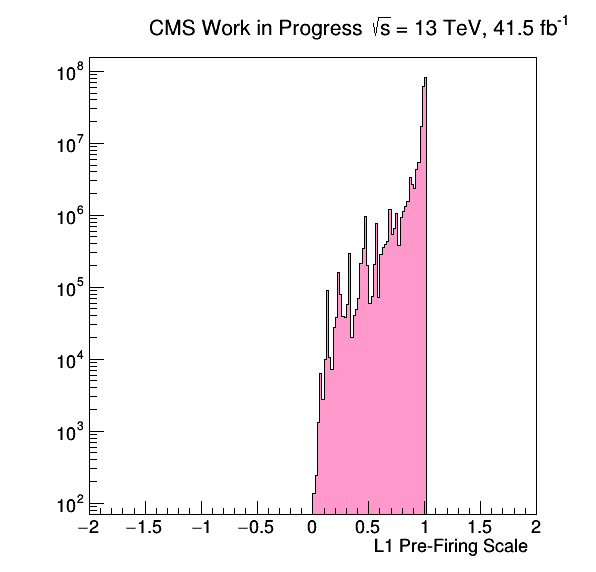 CMS Work in Progress √s = 13 TeV, 41.5 fb⁻¹
10⁸
10⁷
10⁶
10⁵
10⁴
10³
10²
−2 −1.5 −1 −0.5 0 0.5 1 1.5 2
L1 Pre-Firing Scale